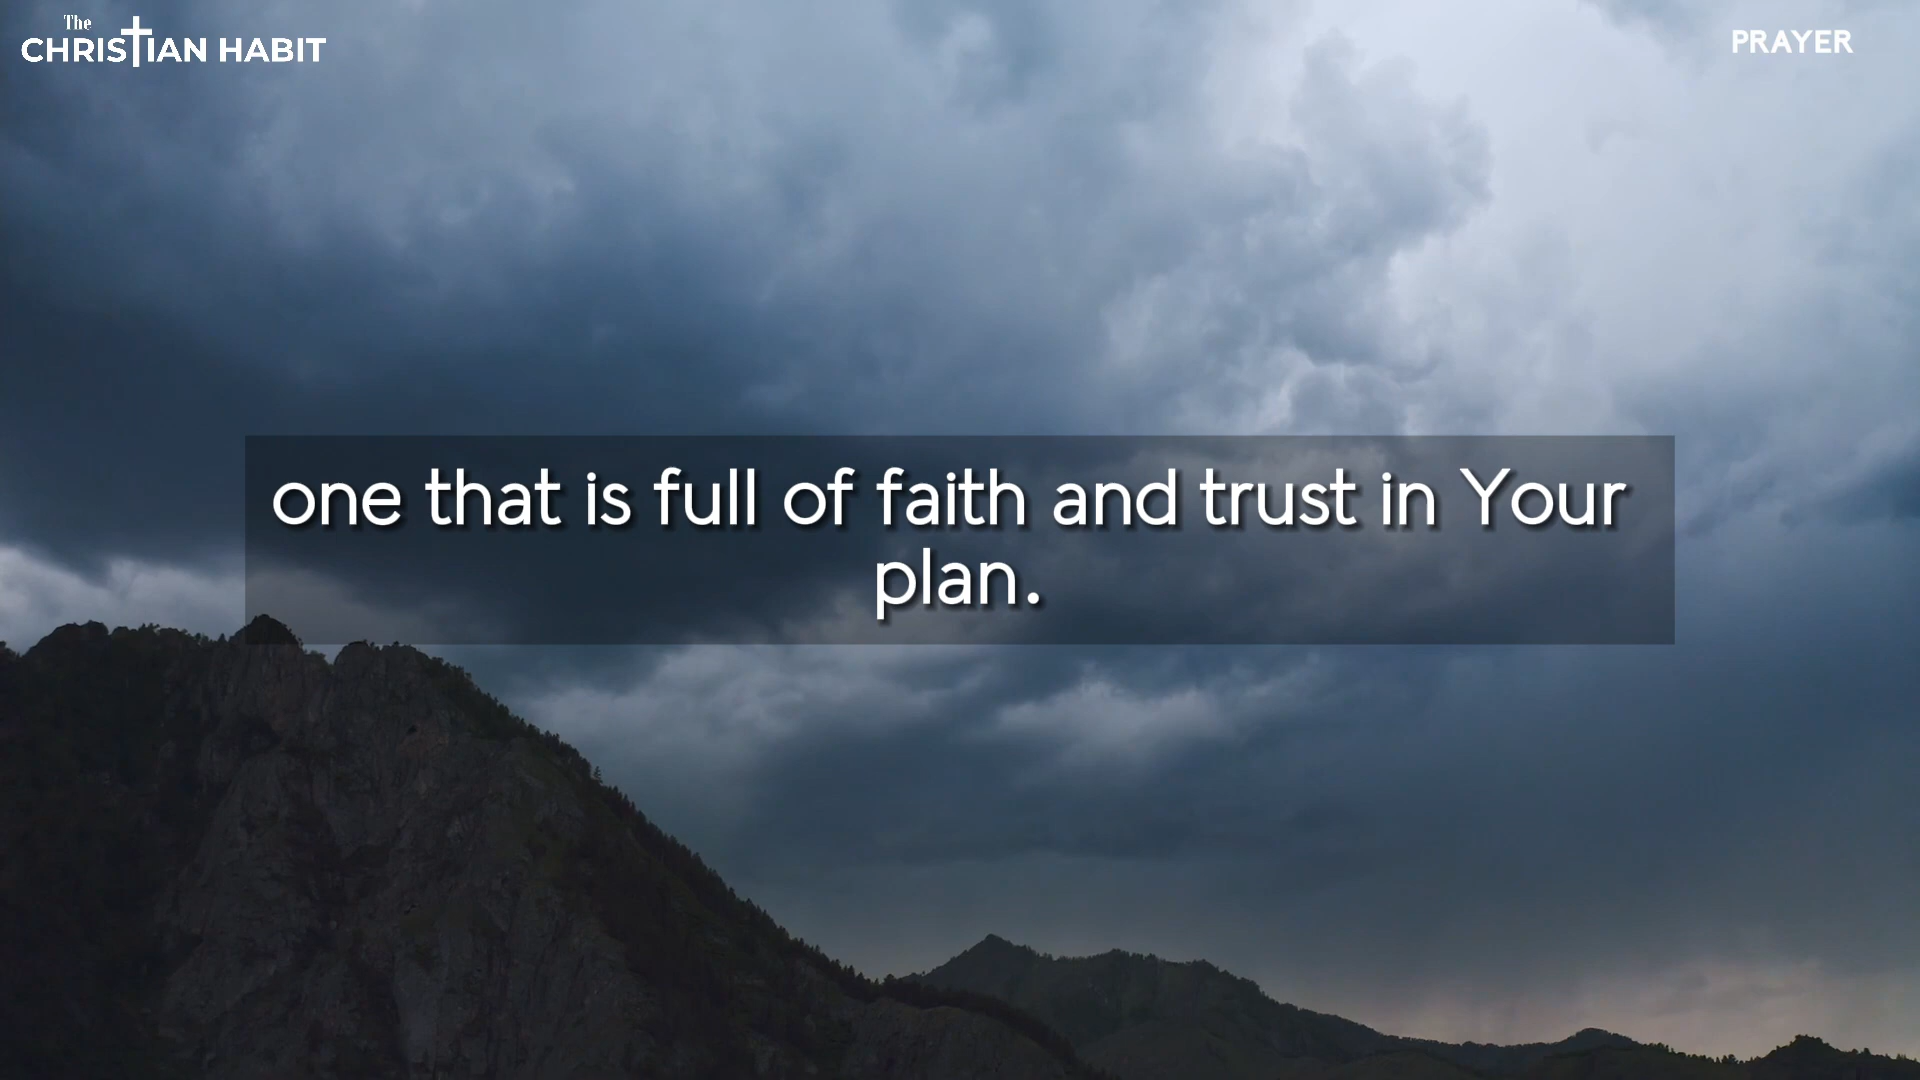 The
CHRISTIAN HABIT
PRAYER
one that is full of faith and trust in Your
plan.